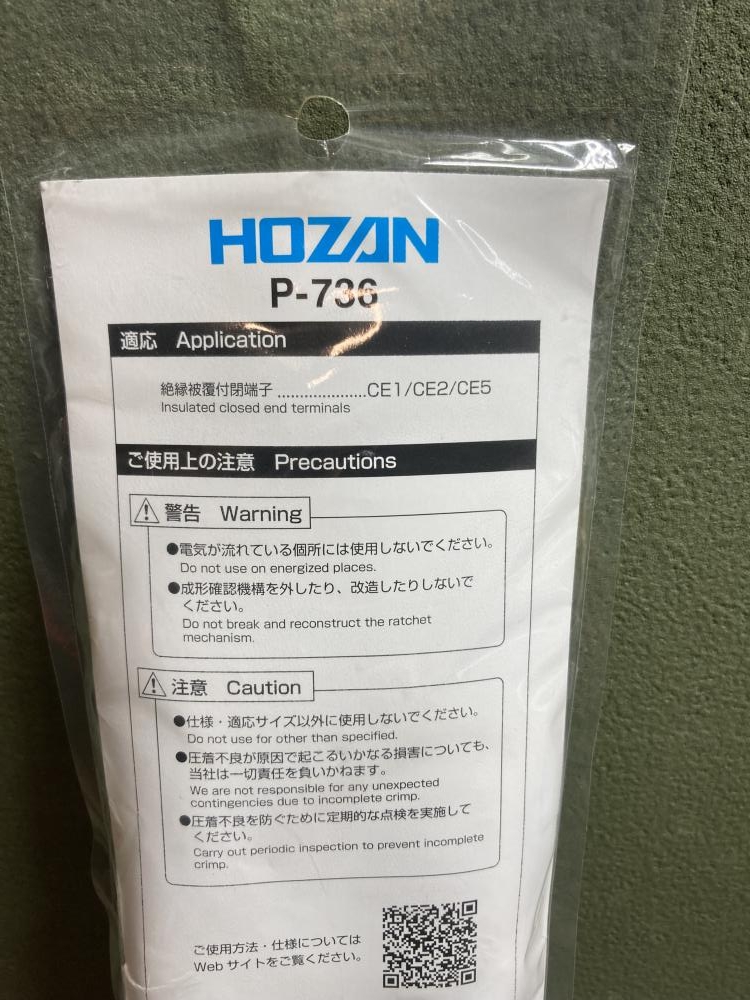 HOZAN
P-736
適応 Application
絶縁被覆付閉端子 ...................CE1/CE2/CE5
Insulated closed end terminals
ご使用上の注意 Precautions
警告 Warning
●電気が流れている個所には使用しないでください。
Do not use on energized places.
●成形確認機構を外したり、改造したりしないで
ください。
Do not break and reconstruct the ratchet
mechanism.
注意 Caution
●仕様・適応サイズ以外に使用しないでください。
Do not use for other than specified.
●圧着不良が原因で起こるいかなる損害についても、
当社は一切責任を負いかねます。
We are not responsible for any unexpected
contingencies due to incomplete crimp.
●圧着不良を防ぐために定期的な点検を実施して
ください。
Carry out periodic inspection to prevent incomplete
crimp.
ご使用方法・仕様については
Webサイトをご覧ください。